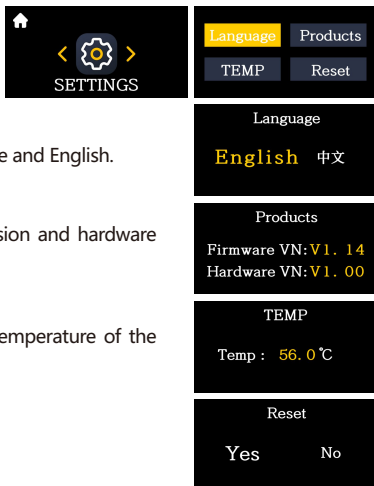 SETTINGS
Language Products
TEMP Reset
Language
English 中文
e and English.
Products
Firmware VN:V1. 14
Hardware VN:V1. 00
sion and hardware
TEMP
Temp : 56. 0℃
emperature of the
Reset
Yes No